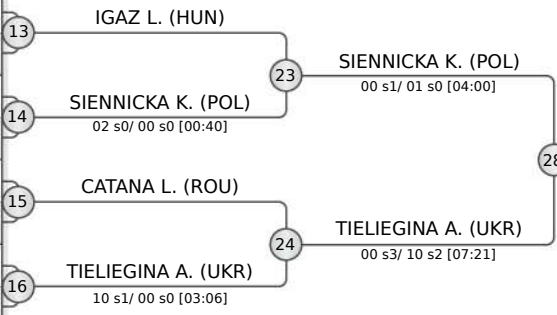 IGAZ L. (HUN)
13
23
SIENNICKA K. (POL)
00 s1/ 01 s0 [04:00]
SIENNICKA K. (POL)
14
02 s0/ 00 s0 [00:40]
28
CATANA L. (ROU)
15
24
TIELIEGINA A. (UKR)
00 s3/ 10 s2 [07:21]
TIELIEGINA A. (UKR)
16
10 s1/ 00 s0 [03:06]